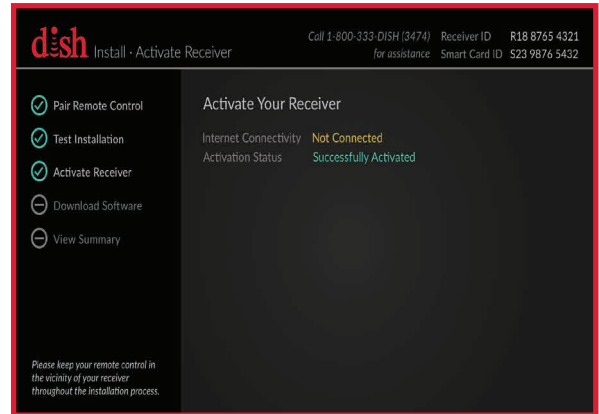 dish Install · Activate Receiver
Call 1-800-333-DISH (3474)
for assistance
Receiver ID R18 8765 4321
Smart Card ID S23 9876 5432
Pair Remote Control
Test Installation
Activate Receiver
Download Software
View Summary
Please keep your remote control in
the vicinity of your receiver
throughout the installation process.
Activate Your Receiver
Internet Connectivity Not Connected
Activation Status Successfully Activated